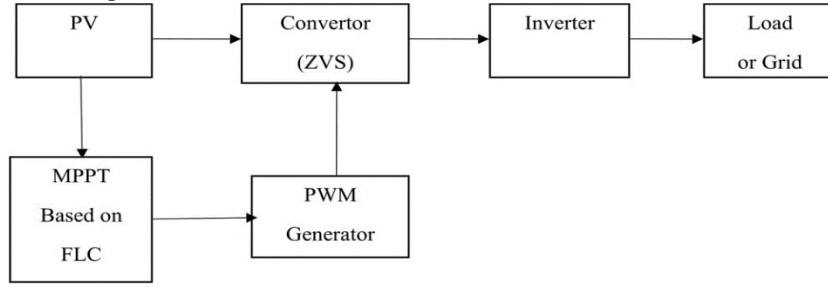 PV
Convertor
(ZVS)
Inverter
Load
or Grid
MPPT
Based on
FLC
PWM
Generator